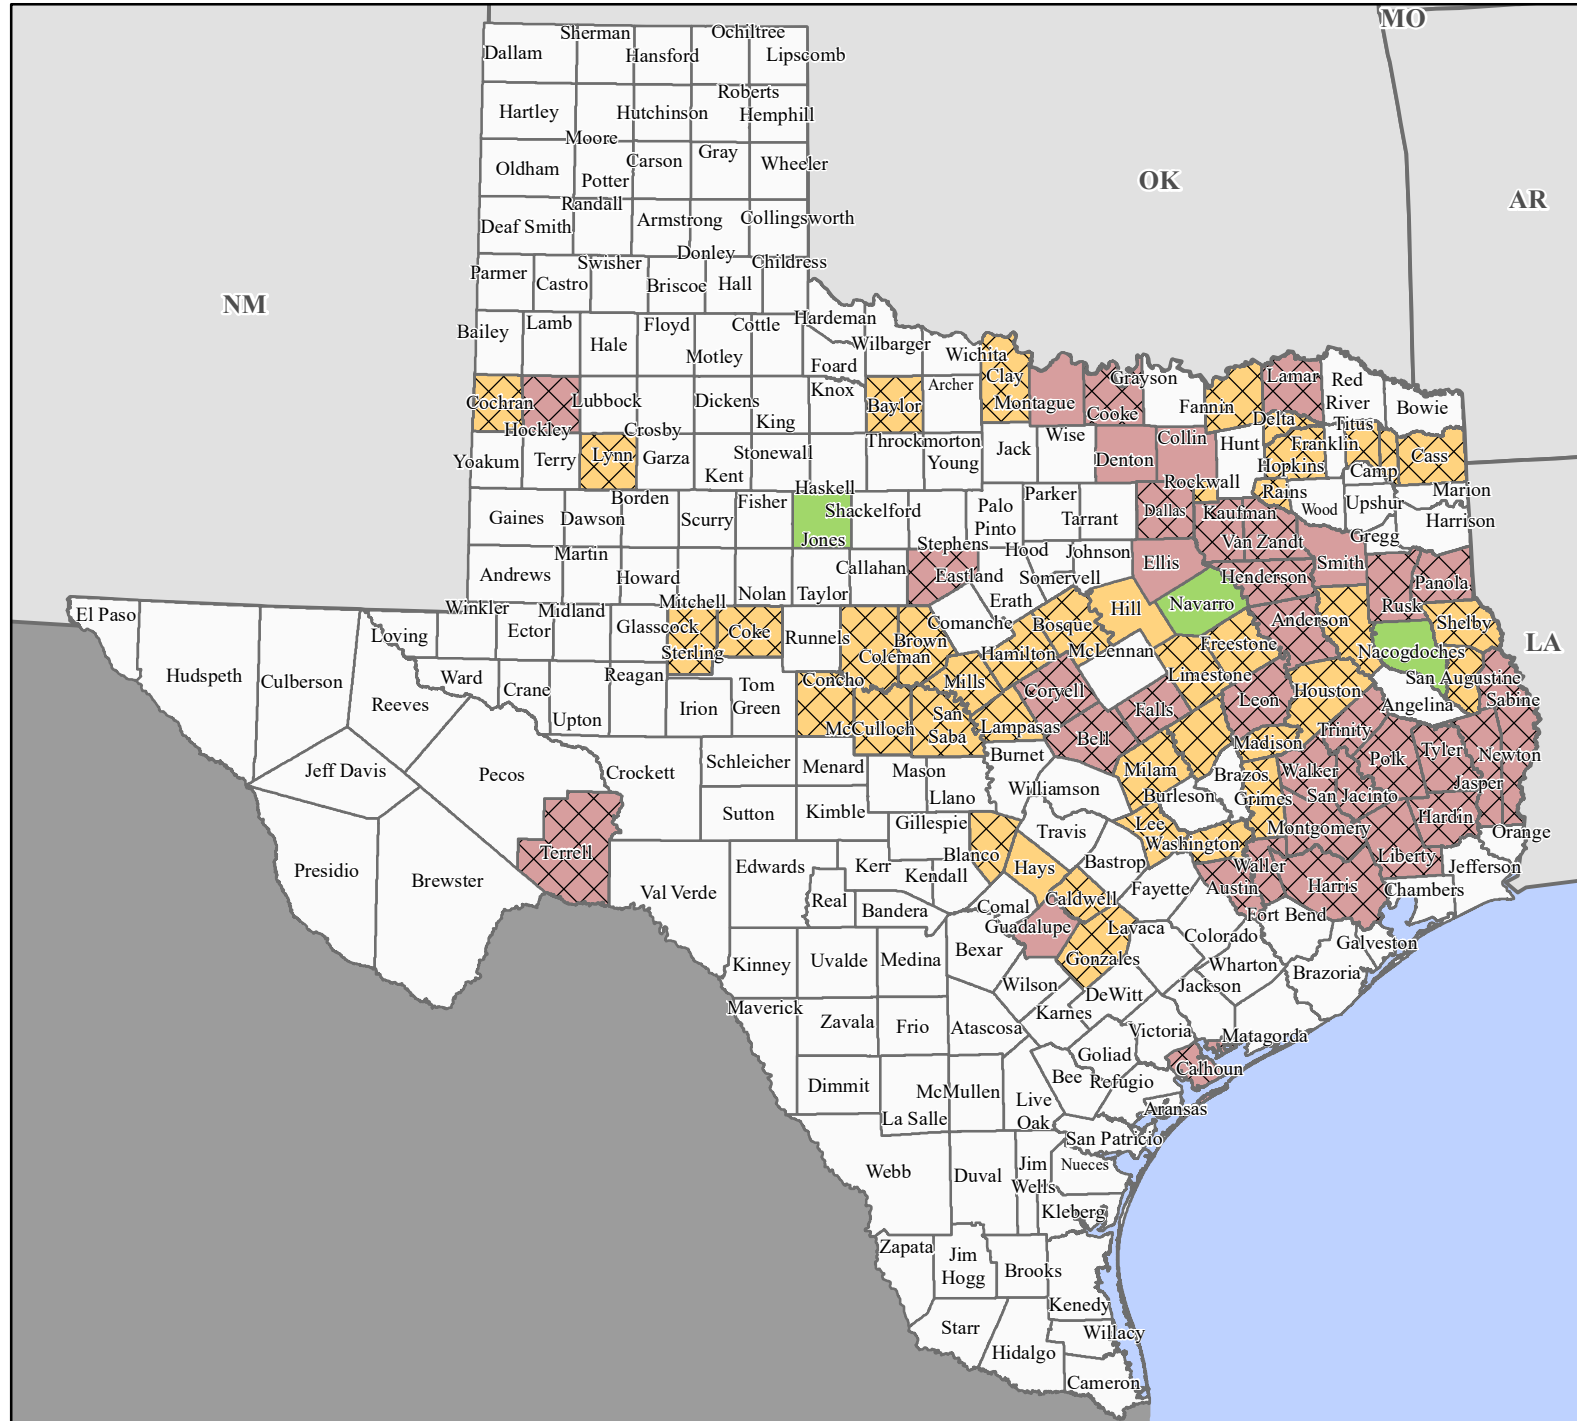 MO
Sherman
Ochiltree
Dallam
Hansford
Lipscomb
Roberts
Hartley
Hutchinson
Hemphill
Moore
Gray
Oldham
Carson
Wheeler
Potter
OK
AR
Randall
Armstrong
Collingsworth
Deaf Smith
Donley
Swisher
Childress
Parmer
Castro
Briscoe
Hall
NM
Bailey
Lamb
Floyd
Cottle
Hardeman
Hale
Motley
Wilbarger
Wichita
Foard
Clay
Grayson
Lamar
Red
River
Cochran
Lubbock
Dickens
Knox
Baylor
Archer
Montague
Cooke
Fannin
Bowie
Hockley
Crosby
King
Delta
Titus
Yoakum
Terry
Lynn
Garza
Kent
Stonewall
Throckmorton
Young
Jack
Wise
Denton
Collin
Hunt
Hopkins
Franklin
Camp
Cass
Haskell
Rockwall
Rains
Marion
Borden
Gaines
Dawson
Scurry
Fisher
Jones
Shackelford
Palo
Pinto
Parker
Tarrant
Dallas
Kaufman
Wood
Upshur
Harrison
Martin
Stephens
Hood
Johnson
Van Zandt
Gregg
Andrews
Howard
Nolan
Taylor
Callahan
Eastland
Somervell
Ellis
Henderson
Smith
Panola
El Paso
Winkler
Midland
Mitchell
Erath
Hill
Navarro
Rusk
Loving
Ector
Glasscock
Coke
Runnels
Brown
Comanche
Bosque
Anderson
Shelby
Sterling
Coleman
Hamilton
McLennan
Freestone
Nacogdoches
LA
Hudspeth
Culberson
Ward
Crane
Reagan
Concho
Mills
Limestone
San Augustine
Reeves
Upton
Irion
Tom
Green
Coryell
Falls
Leon
Houston
Angelina
Sabine
McCulloch
San
Saba
Lampasas
Bell
Trinity
Jeff Davis
Pecos
Crockett
Schleicher
Menard
Mason
Burnet
Milam
Madison
Polk
Tyler
Newton
Llano
Williamson
Burleson
Brazos
Walker
Jasper
Sutton
Kimble
Grimes
San Jacinto
Gillespie
Travis
Lee
Hardin
Terrell
Blanco
Washington
Montgomery
Orange
Presidio
Brewster
Val Verde
Edwards
Kerr
Kendall
Hays
Bastrop
Waller
Liberty
Jefferson
Real
Bandera
Comal
Caldwell
Fayette
Austin
Harris
Chambers
Guadalupe
Lavaca
Fort Bend
Kinney
Uvalde
Medina
Bexar
Gonzales
Colorado
Galveston
Wilson
Wharton
Brazoria
Maverick
Zavala
Frio
Atascosa
Karnes
DeWitt
Jackson
Victoria
Matagorda
Goliad
Calhoun
Dimmit
McMullen
Live
Oak
Bee
Refugio
La Salle
Aransas
San Patricio
Webb
Duval
Jim
Wells
Nueces
Kleberg
Zapata
Jim
Hogg
Brooks
Kenedy
Starr
Hidalgo
Willacy
Cameron